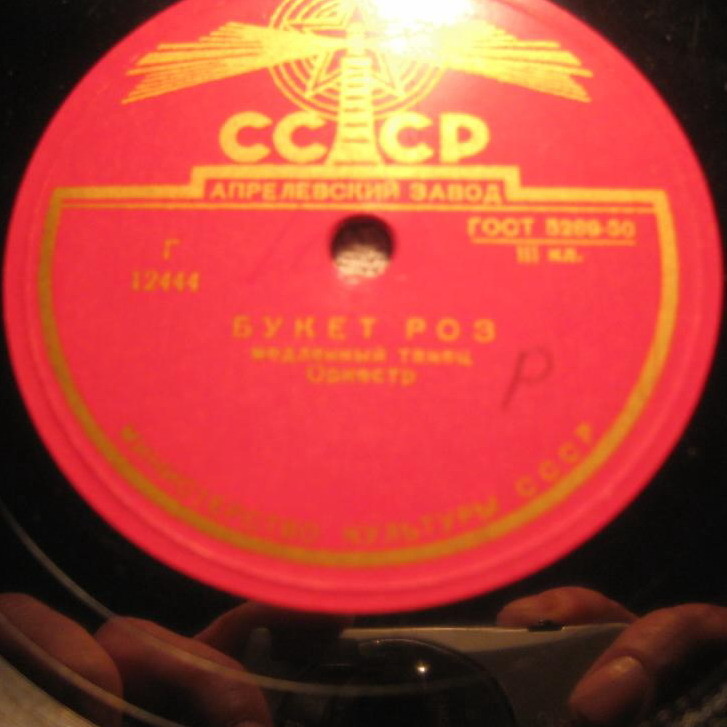 СССР
АПРЕЛЕВСКИЙ ЗАВОД
ГОСТ 5289-50
Г
III кл.
12444
БУКЕТ РОЗ
медленный танец
Оркестр
р
МИНИСТЕРСТВО КУЛЬТУРЫ СССР